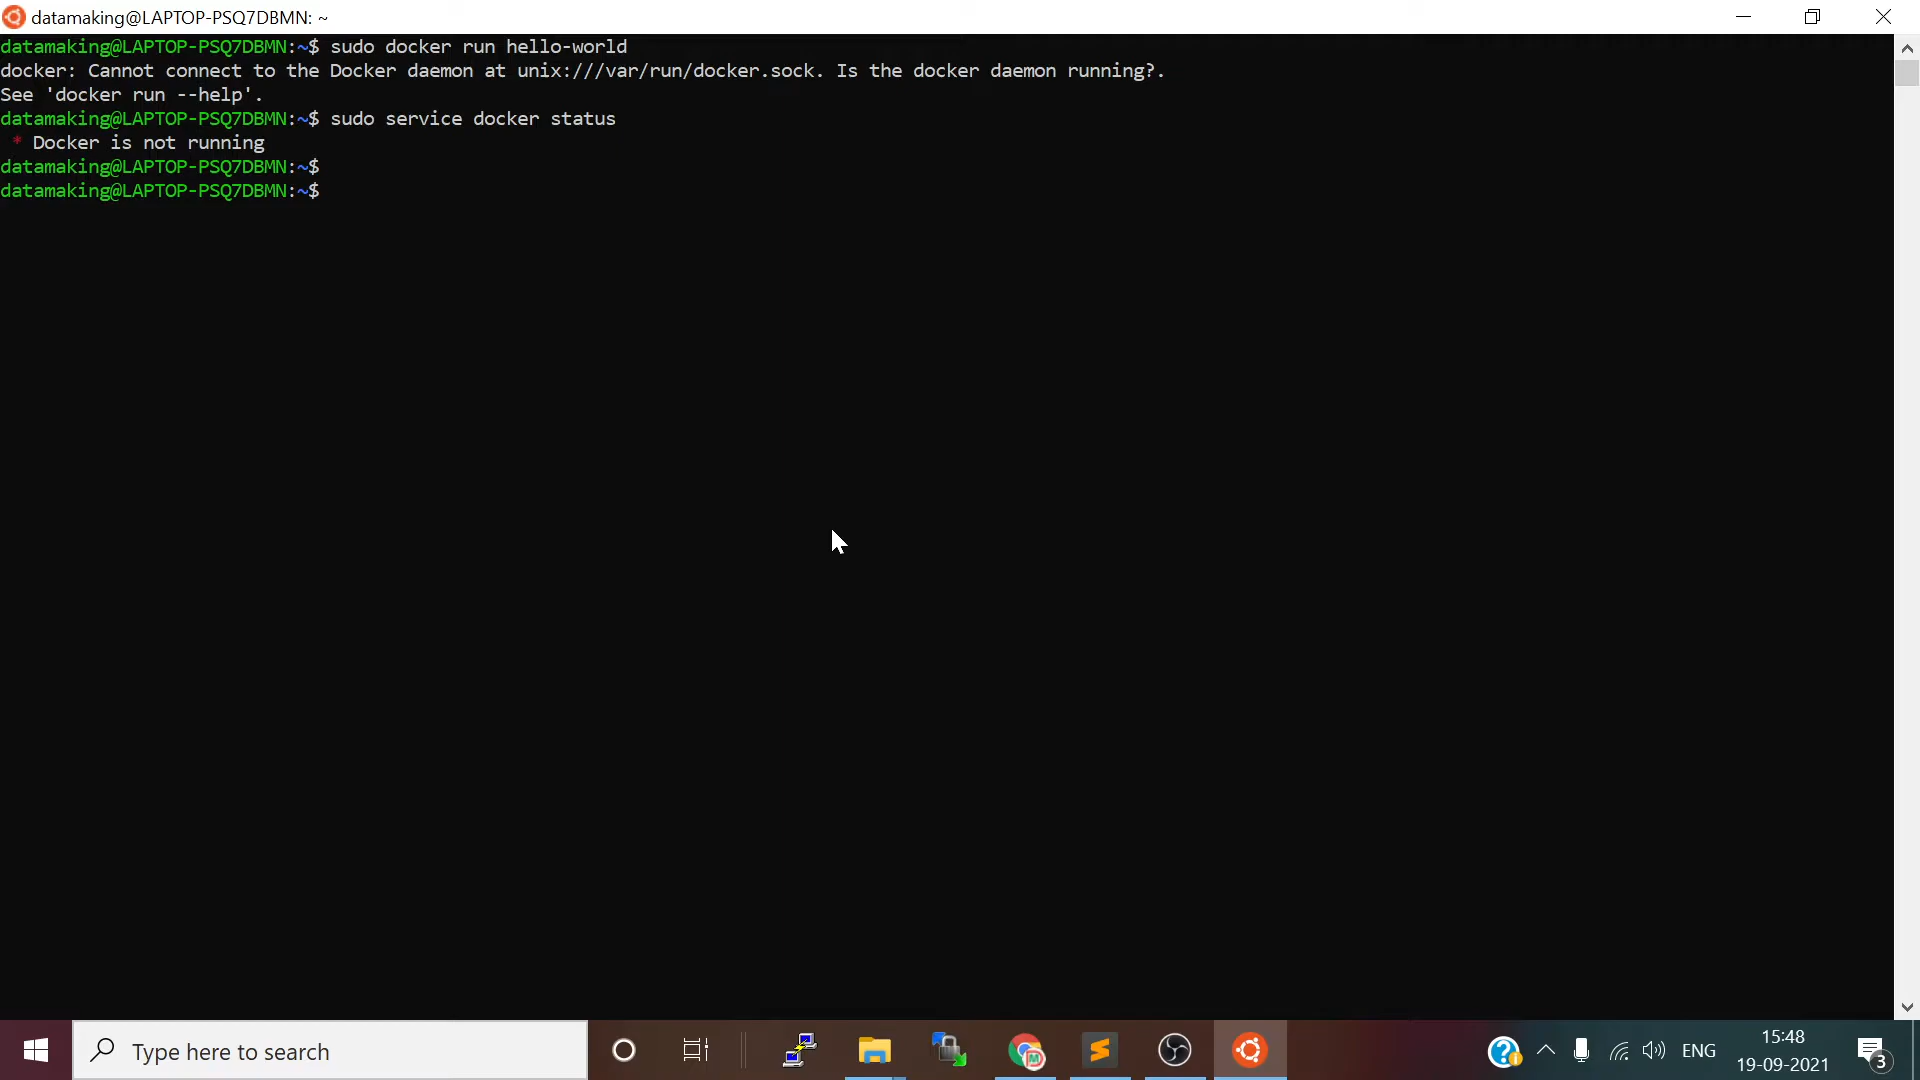 datamaking@LAPTOP-PSQ7DBMN: ~
datamaking@LAPTOP-PSQ7DBMN:~$ sudo docker run hello-world
docker: Cannot connect to the Docker daemon at unix:///var/run/docker.sock. Is the docker daemon running?.
See 'docker run --help'.
datamaking@LAPTOP-PSQ7DBMN:~$ sudo service docker status
* Docker is not running
datamaking@LAPTOP-PSQ7DBMN:~$
datamaking@LAPTOP-PSQ7DBMN:~$
Type here to search
ENG
15:48
19-09-2021
3